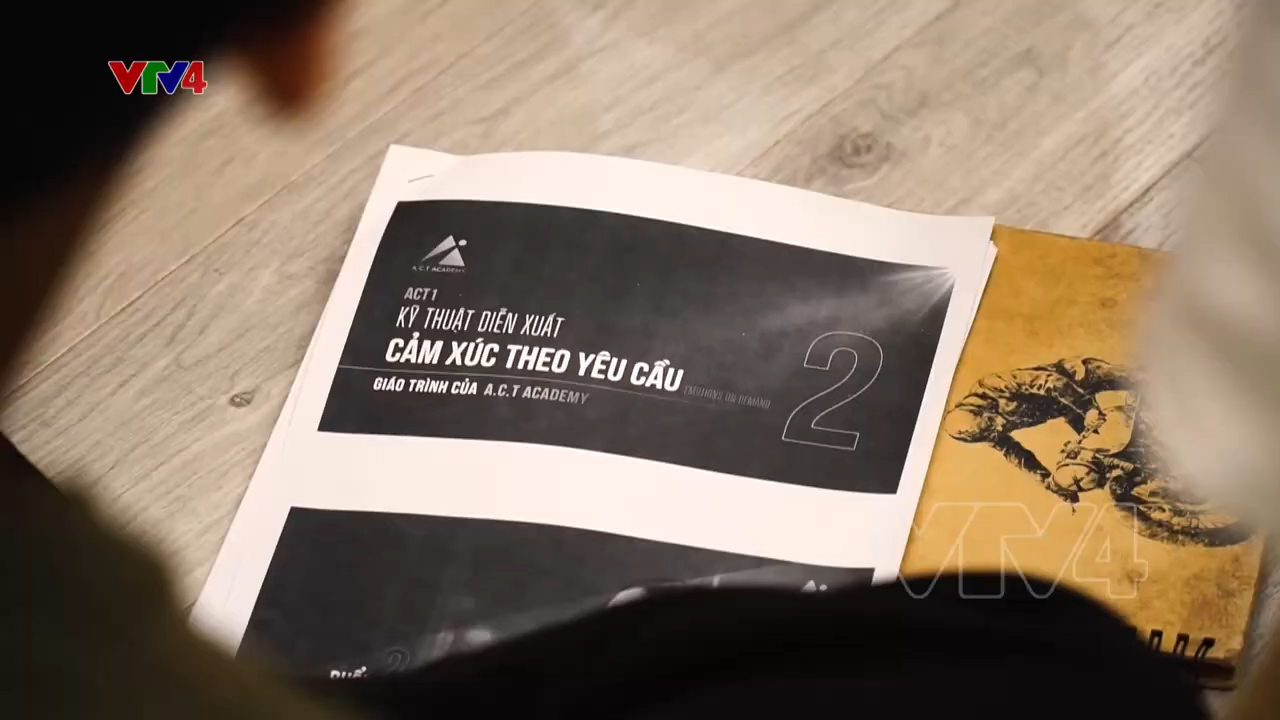 VTV4
A.C.T ACADEMY
ACT 1
KỸ THUẬT DIỄN XUẤT
CẢM XÚC THEO YÊU CẦU
EMOTIONS ON DEMAND
GIÁO TRÌNH CỦA A.C.T ACADEMY
2
VTV4